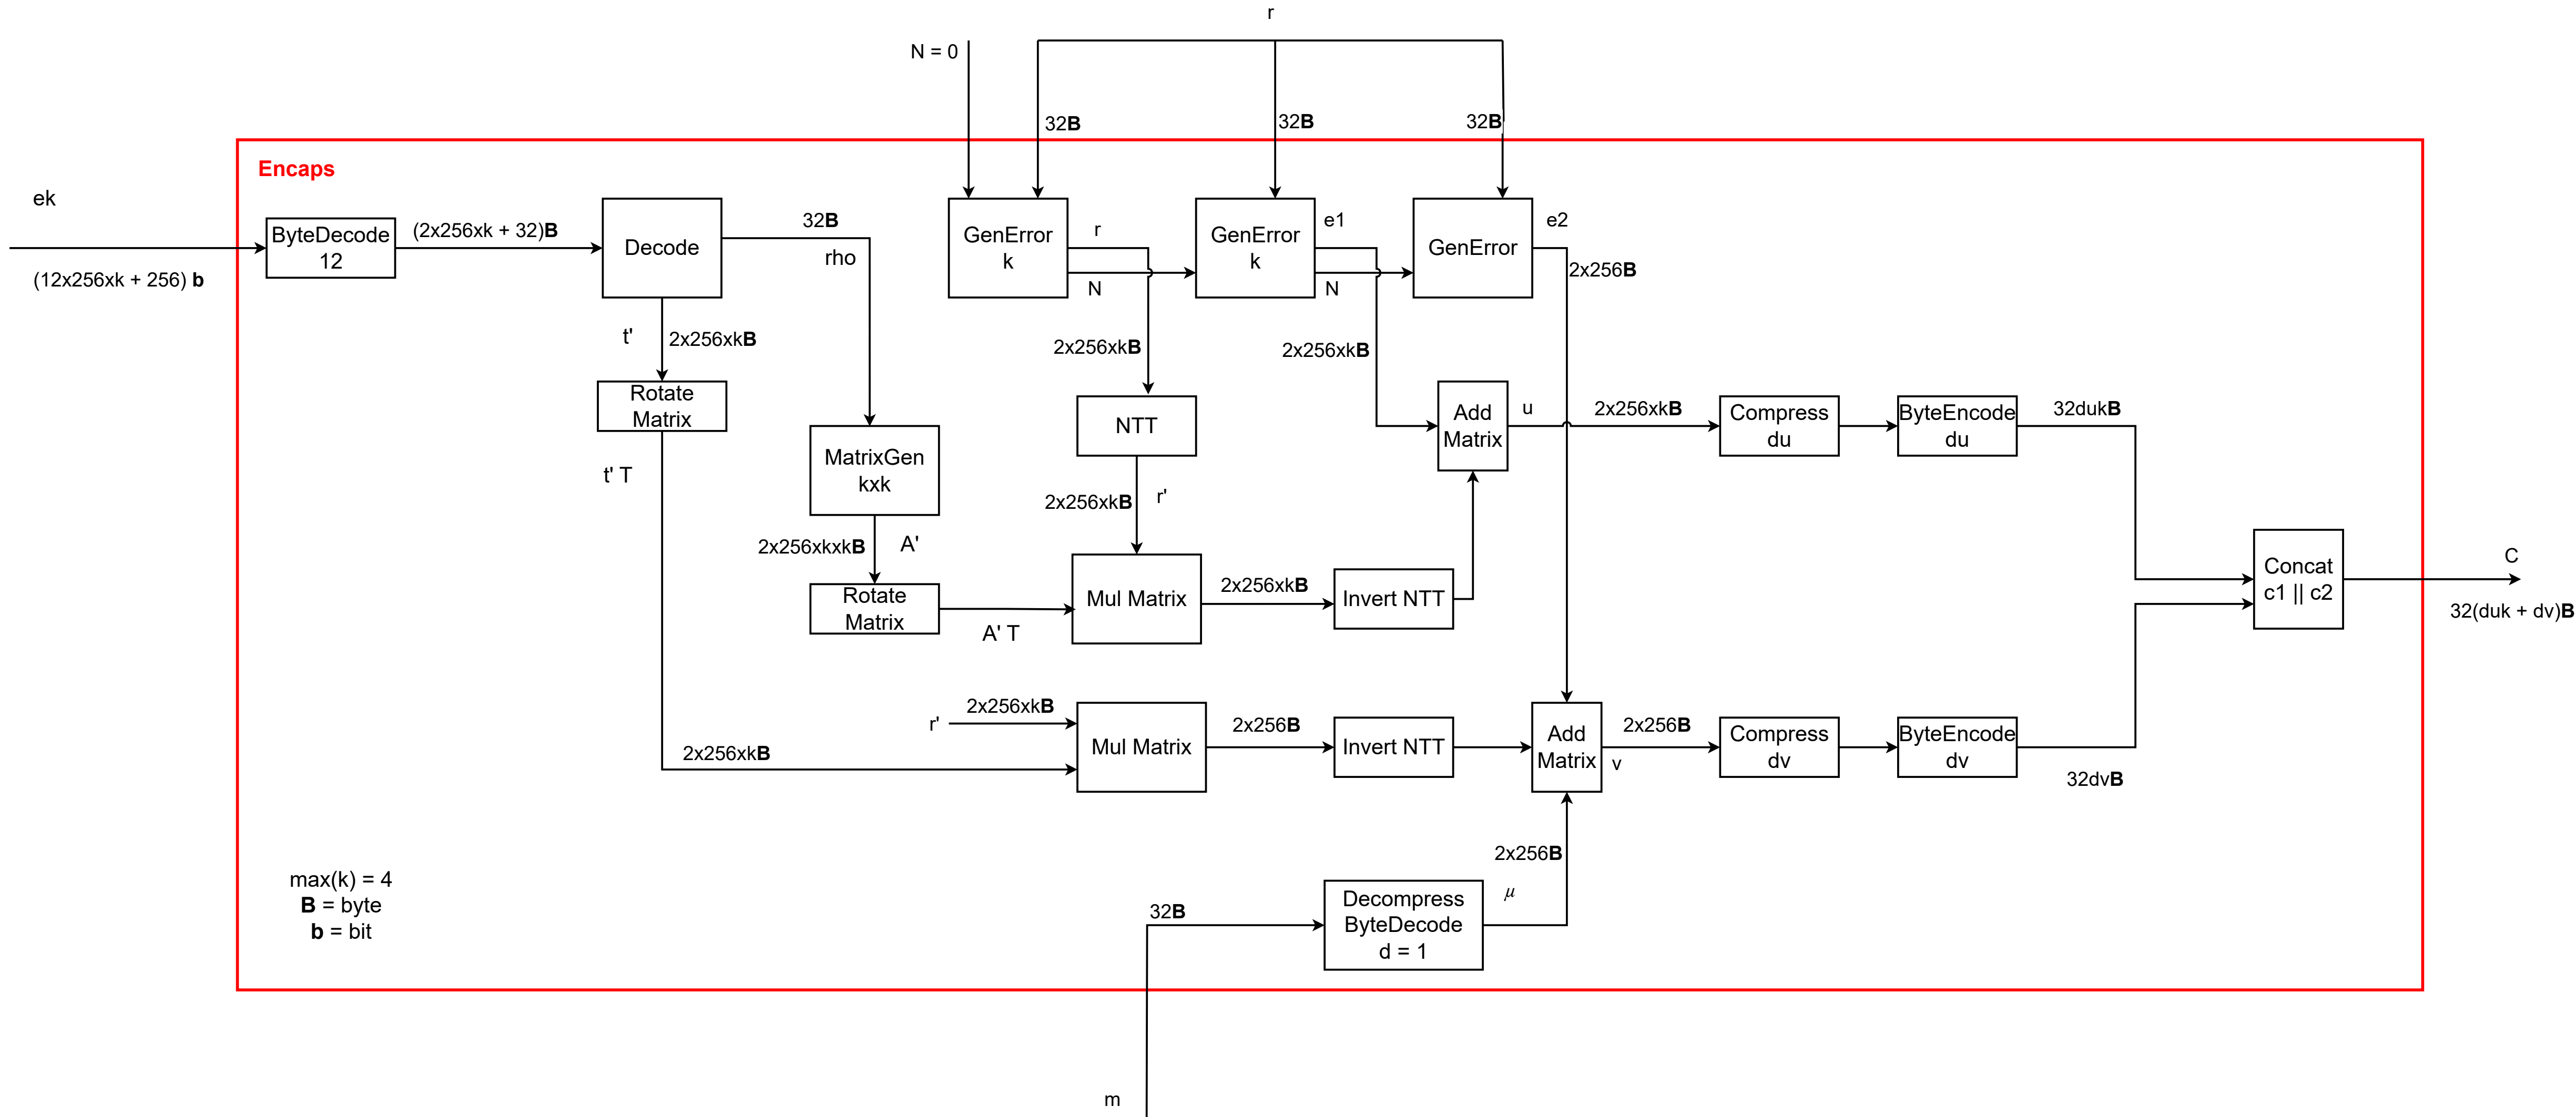 r
N = 0
32B
32B
32B
Encaps
ek
(12x256xk + 256) b
ByteDecode
12
(2x256xk + 32)B
Decode
32B
rho
GenError
k
r
N
GenError
k
e1
N
GenError
e2
2x256B
t'
2x256xkB
2x256xkB
2x256xkB
Rotate
Matrix
t' T
MatrixGen
kxk
NTT
Add
Matrix
u
2x256xkB
Compress
du
ByteEncode
du
32dukB
2x256xkB
r'
2x256xkxkB
A'
Rotate
Matrix
A' T
Mul Matrix
2x256xkB
Invert NTT
Concat
c1 || c2
C
32(duk + dv)B
r'
2x256xkB
2x256xkB
Mul Matrix
2x256B
Invert NTT
Add
Matrix
2x256B
v
Compress
dv
ByteEncode
dv
32dvB
2x256B
μ
32B
Decompress
ByteDecode
d = 1
max(k) = 4
B = byte
b = bit
m